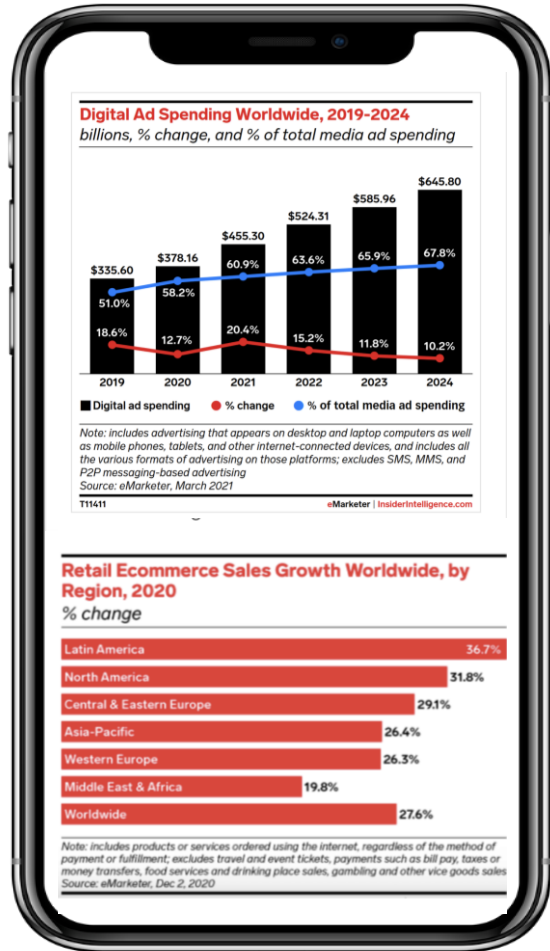 Digital Ad Spending Worldwide, 2019-2024
billions, % change, and % of total media ad spending
$645.80
$585.96
$524.31
$455.30
$378.16
$335.60
67.8%
65.9%
63.6%
60.9%
58.2%
51.0%
18.6%
12.7%
20.4%
15.2%
11.8%
10.2%
2019 2020 2021 2022 2023 2024
Digital ad spending % change % of total media ad spending
Note: includes advertising that appears on desktop and laptop computers as well
as mobile phones, tablets, and other internet-connected devices, and includes all
the various formats of advertising on those platforms; excludes SMS, MMS, and
P2P messaging-based advertising
Source: eMarketer, March 2021
T11411 eMarketer | InsiderIntelligence.com
Retail Ecommerce Sales Growth Worldwide, by
Region, 2020
% change
Latin America 36.7%
North America 31.8%
Central & Eastern Europe 29.1%
Asia-Pacific 26.4%
Western Europe 26.3%
Middle East & Africa 19.8%
Worldwide 27.6%
Note: includes products or services ordered using the internet, regardless of the method of
payment or fulfillment; excludes travel and event tickets, payments such as bill pay, taxes or
money transfers, food services and drinking place sales, gambling and other vice goods sales
Source: eMarketer, Dec 2, 2020